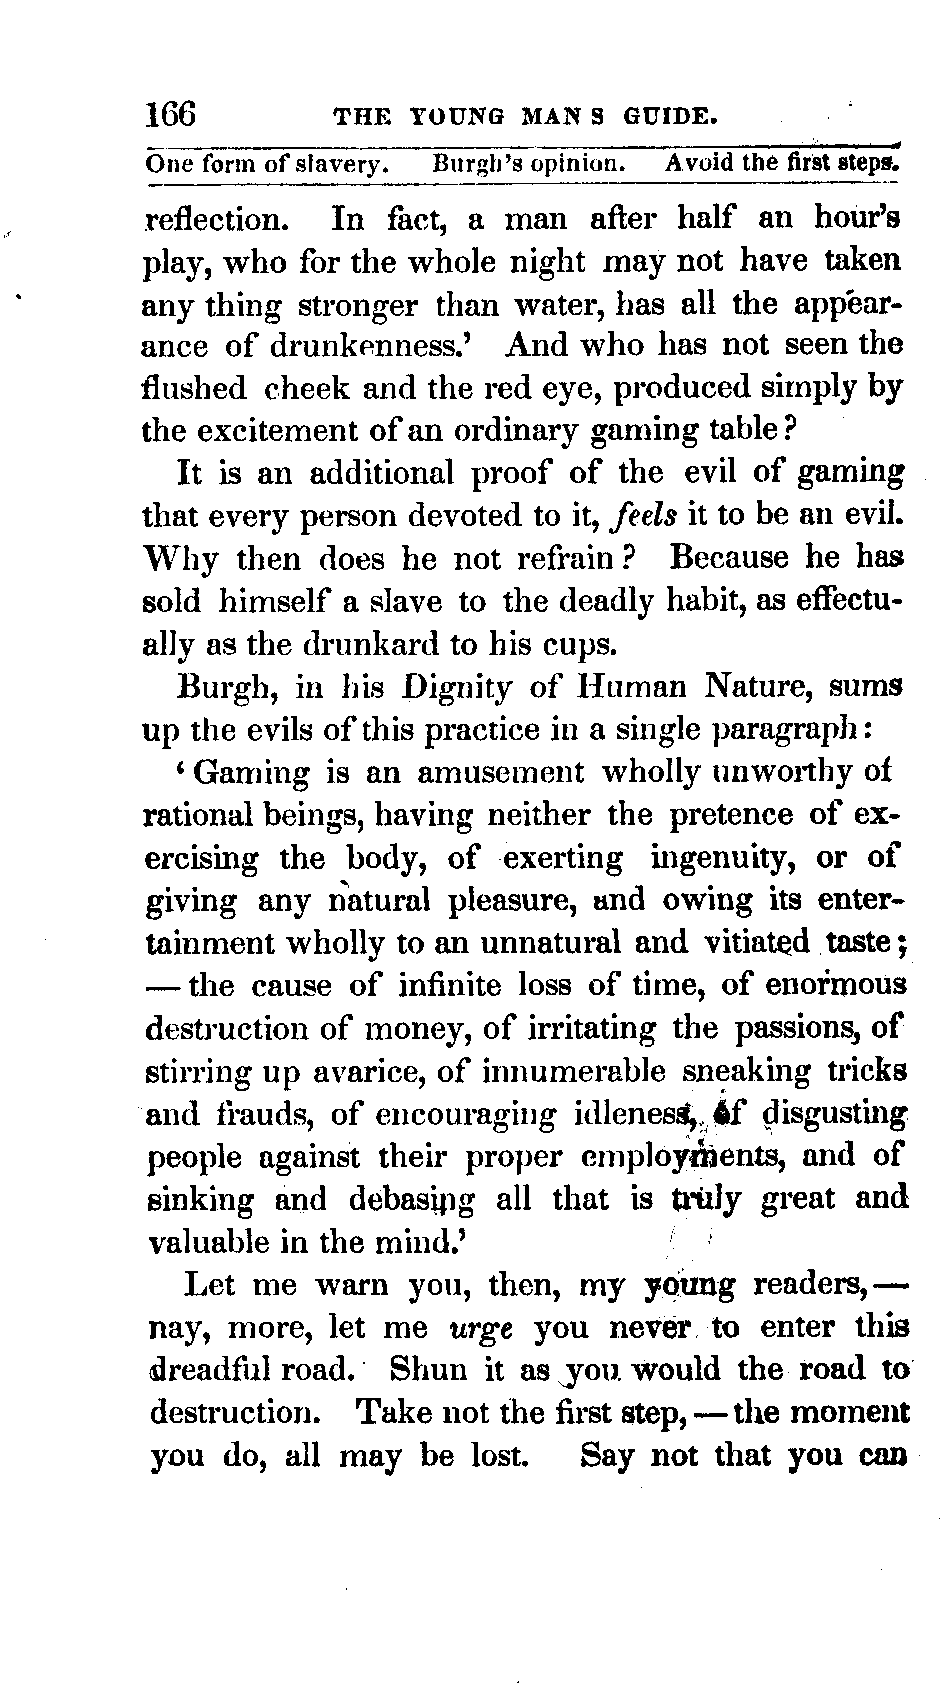 166 THE YOUNG MAN S GUIDE.
One form of slavery. Burgh's opinion. Avoid the first steps.
reflection. In fact, a man after half an hour's
play, who for the whole night may not have taken
any thing stronger than water, has all the appear-
ance of drunkenness.' And who has not seen the
flushed cheek and the red eye, produced simply by
the excitement of an ordinary gaming table?
It is an additional proof of the evil of gaming
that every person devoted to it, feels it to be an evil.
Why then does he not refrain? Because he has
sold himself a slave to the deadly habit, as effectu-
ally as the drunkard to his cups.
Burgh, in his Dignity of Human Nature, sums
up the evils of this practice in a single paragraph:
‘Gaming is an amusement wholly unworthy of
rational beings, having neither the pretence of ex-
ercising the body, of exerting ingenuity, or of
giving any natural pleasure, and owing its enter-
tainment wholly to an unnatural and vitiated taste;
— the cause of infinite loss of time, of enormous
destruction of money, of irritating the passions, of
stirring up avarice, of innumerable sneaking tricks
and frauds, of encouraging idleness, of disgusting
people against their proper employments, and of
sinking and debasing all that is truly great and
valuable in the mind.'
Let me warn you, then, my young readers,—
nay, more, let me urge you never to enter this
dreadful road. Shun it as you would the road to
destruction. Take not the first step,—the moment
you do, all may be lost. Say not that you can